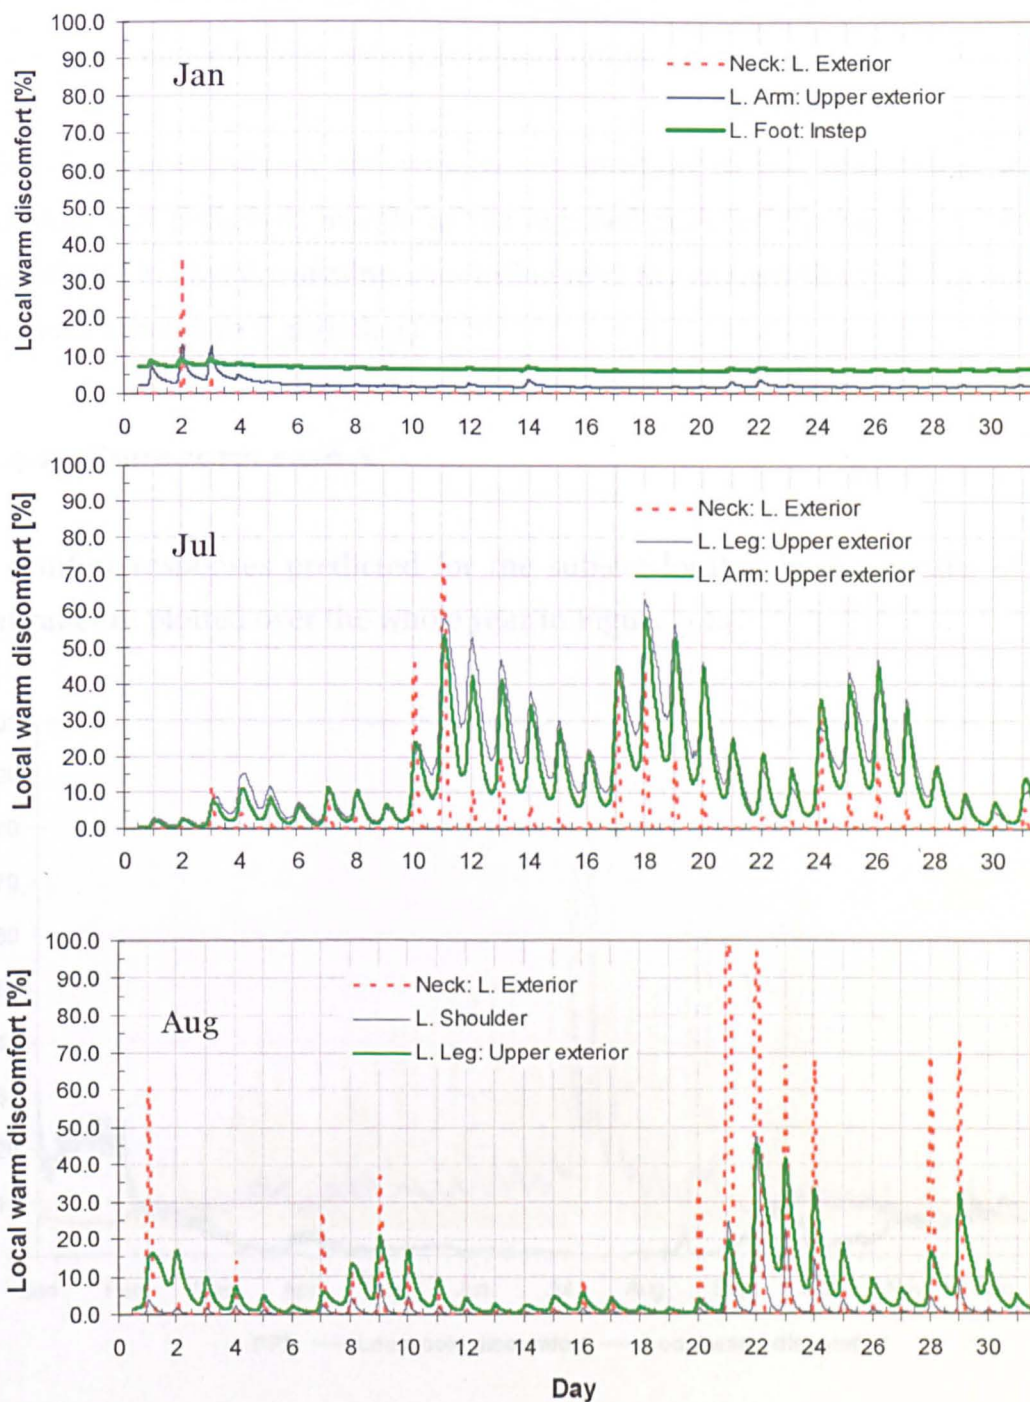 Local warm discomfort [%]
100.0
90.0
80.0
70.0
60.0
50.0
40.0
30.0
20.0
10.0
0.0
Jan
Neck: L. Exterior
L. Arm: Upper exterior
L. Foot: Instep
0 2 4 6 8 10 12 14 16 18 20 22 24 26 28 30
Local warm discomfort [%]
100.0
90.0
80.0
70.0
60.0
50.0
40.0
30.0
20.0
10.0
0.0
Jul
Neck: L. Exterior
L. Leg: Upper exterior
L. Arm: Upper exterior
0 2 4 6 8 10 12 14 16 18 20 22 24 26 28 30
Local warm discomfort [%]
100.0
90.0
80.0
70.0
60.0
50.0
40.0
30.0
20.0
10.0
0.0
Aug
Neck: L. Exterior
L. Shoulder
L. Leg: Upper exterior
0 2 4 6 8 10 12 14 16 18 20 22 24 26 28 30
Day